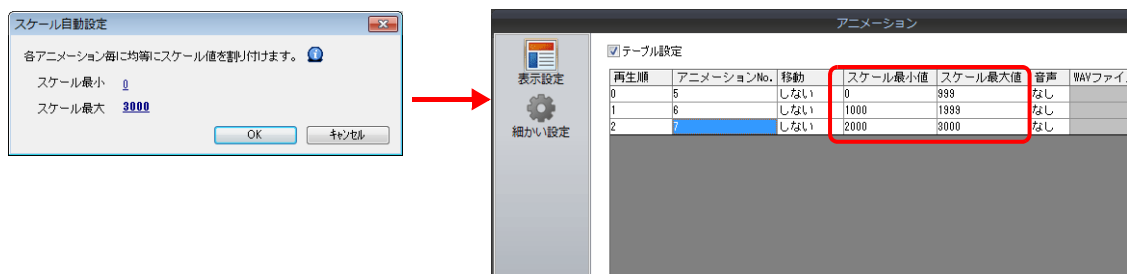 スケール自動設定
各アニメーション毎に均等にスケール値を割り付けます。
スケール最小 0
スケール最大 3000
OK キャンセル
アニメーション
表示設定
細かい設定
テーブル設定
再生順 アニメーションNo. 移動 スケール最小値 スケール最大値 音声 WAVファイ
0 5 しない 0 999 なし
1 6 しない 1000 1999 なし
2 7 しない 2000 3000 なし